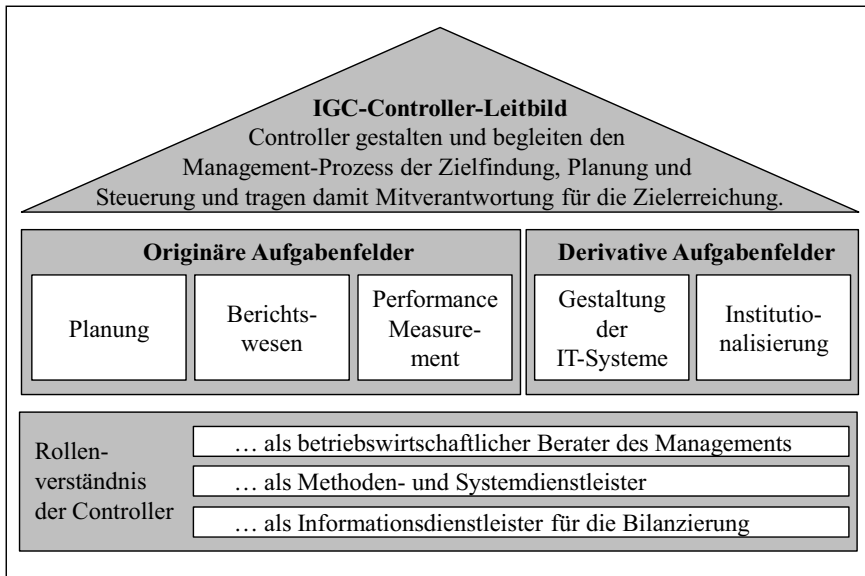 IGC-Controller-Leitbild
Controller gestalten und begleiten den
Management-Prozess der Zielfindung, Planung und
Steuerung und tragen damit Mitverantwortung für die Zielerreichung.
Originäre Aufgabenfelder
Planung
Berichts-
wesen
Performance
Measure-
ment
Derivative Aufgabenfelder
Gestaltung
der
IT-Systeme
Institutio-
nalisierung
Rollen-
verständnis
der Controller
… als betriebswirtschaftlicher Berater des Managements
… als Methoden- und Systemdienstleister
… als Informationsdienstleister für die Bilanzierung